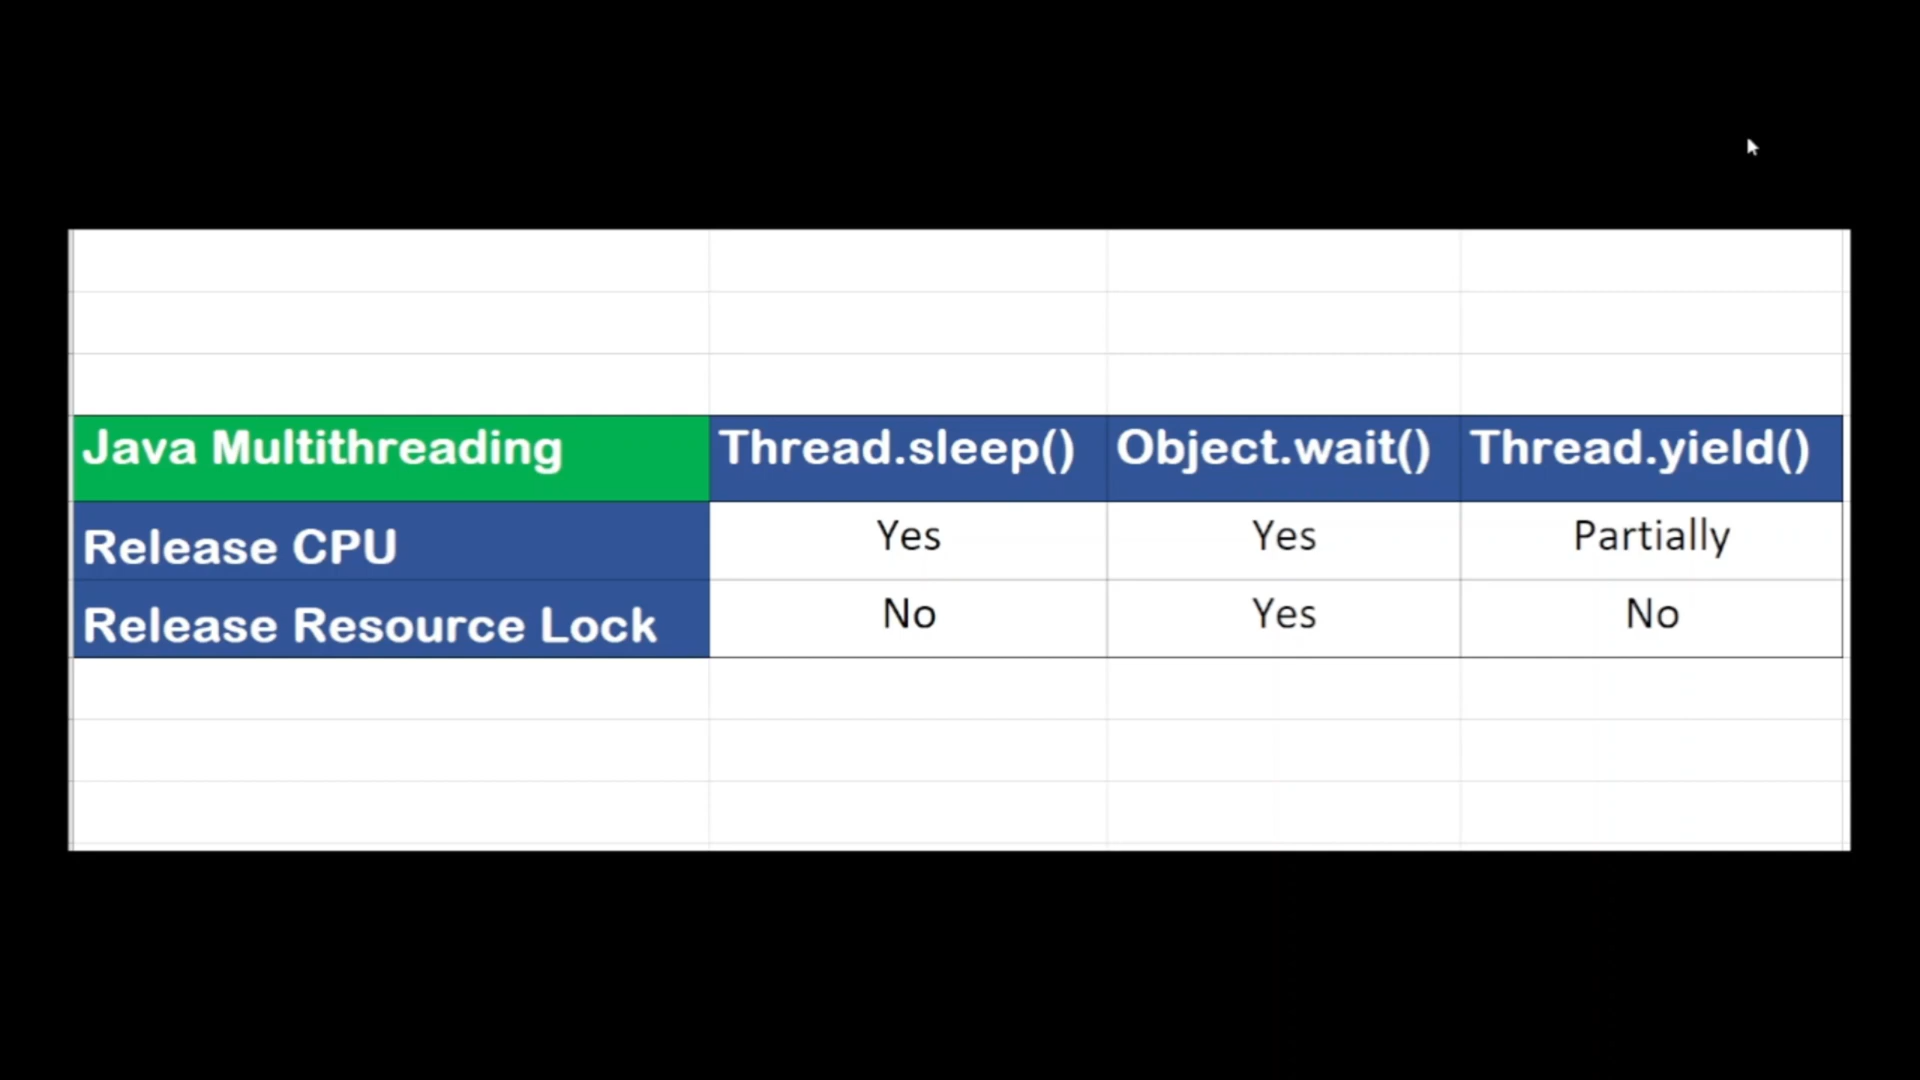 Java Multithreading Thread.sleep() Object.wait() Thread.yield()
Release CPU Yes Yes Partially
Release Resource Lock No Yes No